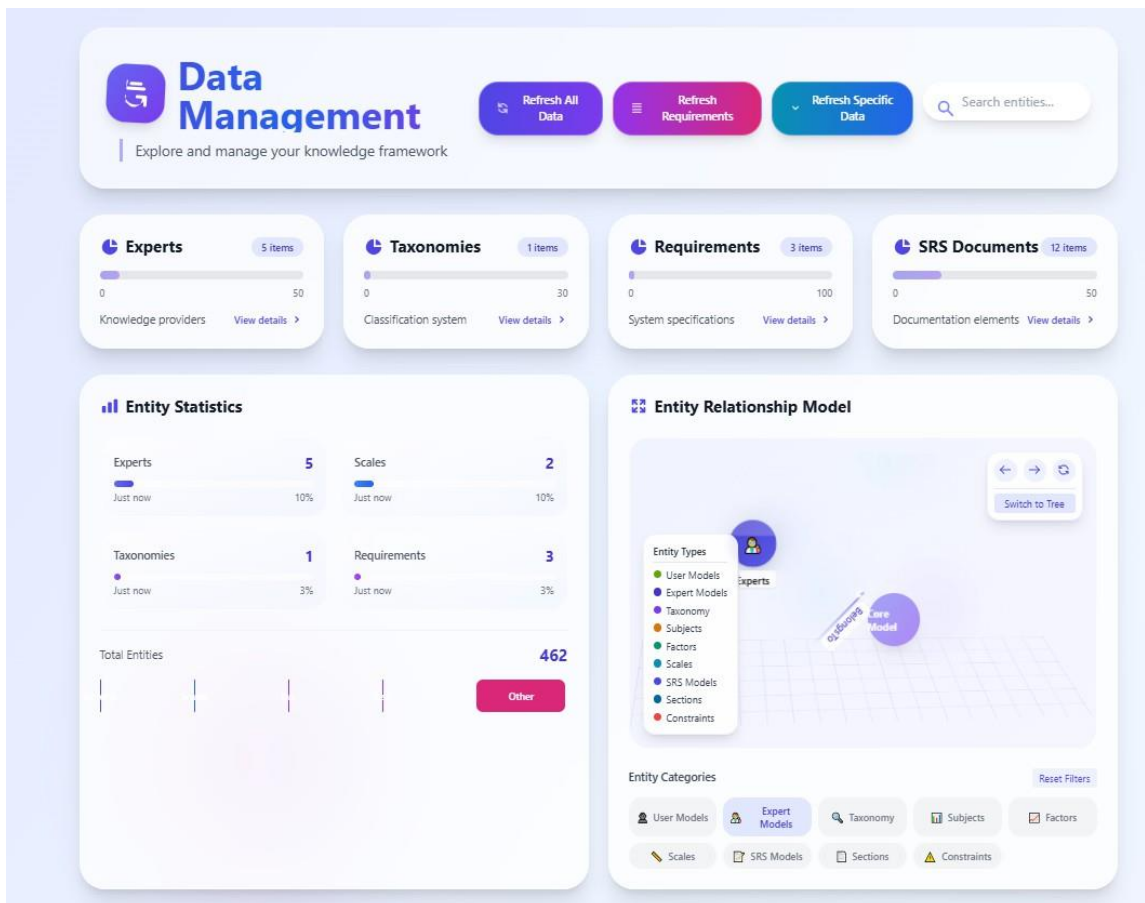 Data
Management
Explore and manage your knowledge framework
Refresh All
Data
Refresh
Requirements
Refresh Specific
Data
Search entities...
Experts
5 items
0
50
Knowledge providers
View details
Taxonomies
1 items
0
30
Classification system
View details
Requirements
3 items
0
100
System specifications
View details
SRS Documents
12 items
0
50
Documentation elements
View details
Entity Statistics
Experts
5
Just now
10%
Scales
2
Just now
10%
Taxonomies
1
Just now
3%
Requirements
3
Just now
3%
Total Entities
462
Other
Entity Relationship Model
Switch to Tree
Entity Types
User Models
Expert Models
Taxonomy
Subjects
Factors
Scales
SRS Models
Sections
Constraints
Experts
Belongs To
Core
Model
Entity Categories
Reset Filters
User Models
Expert
Models
Taxonomy
Subjects
Factors
Scales
SRS Models
Sections
Constraints